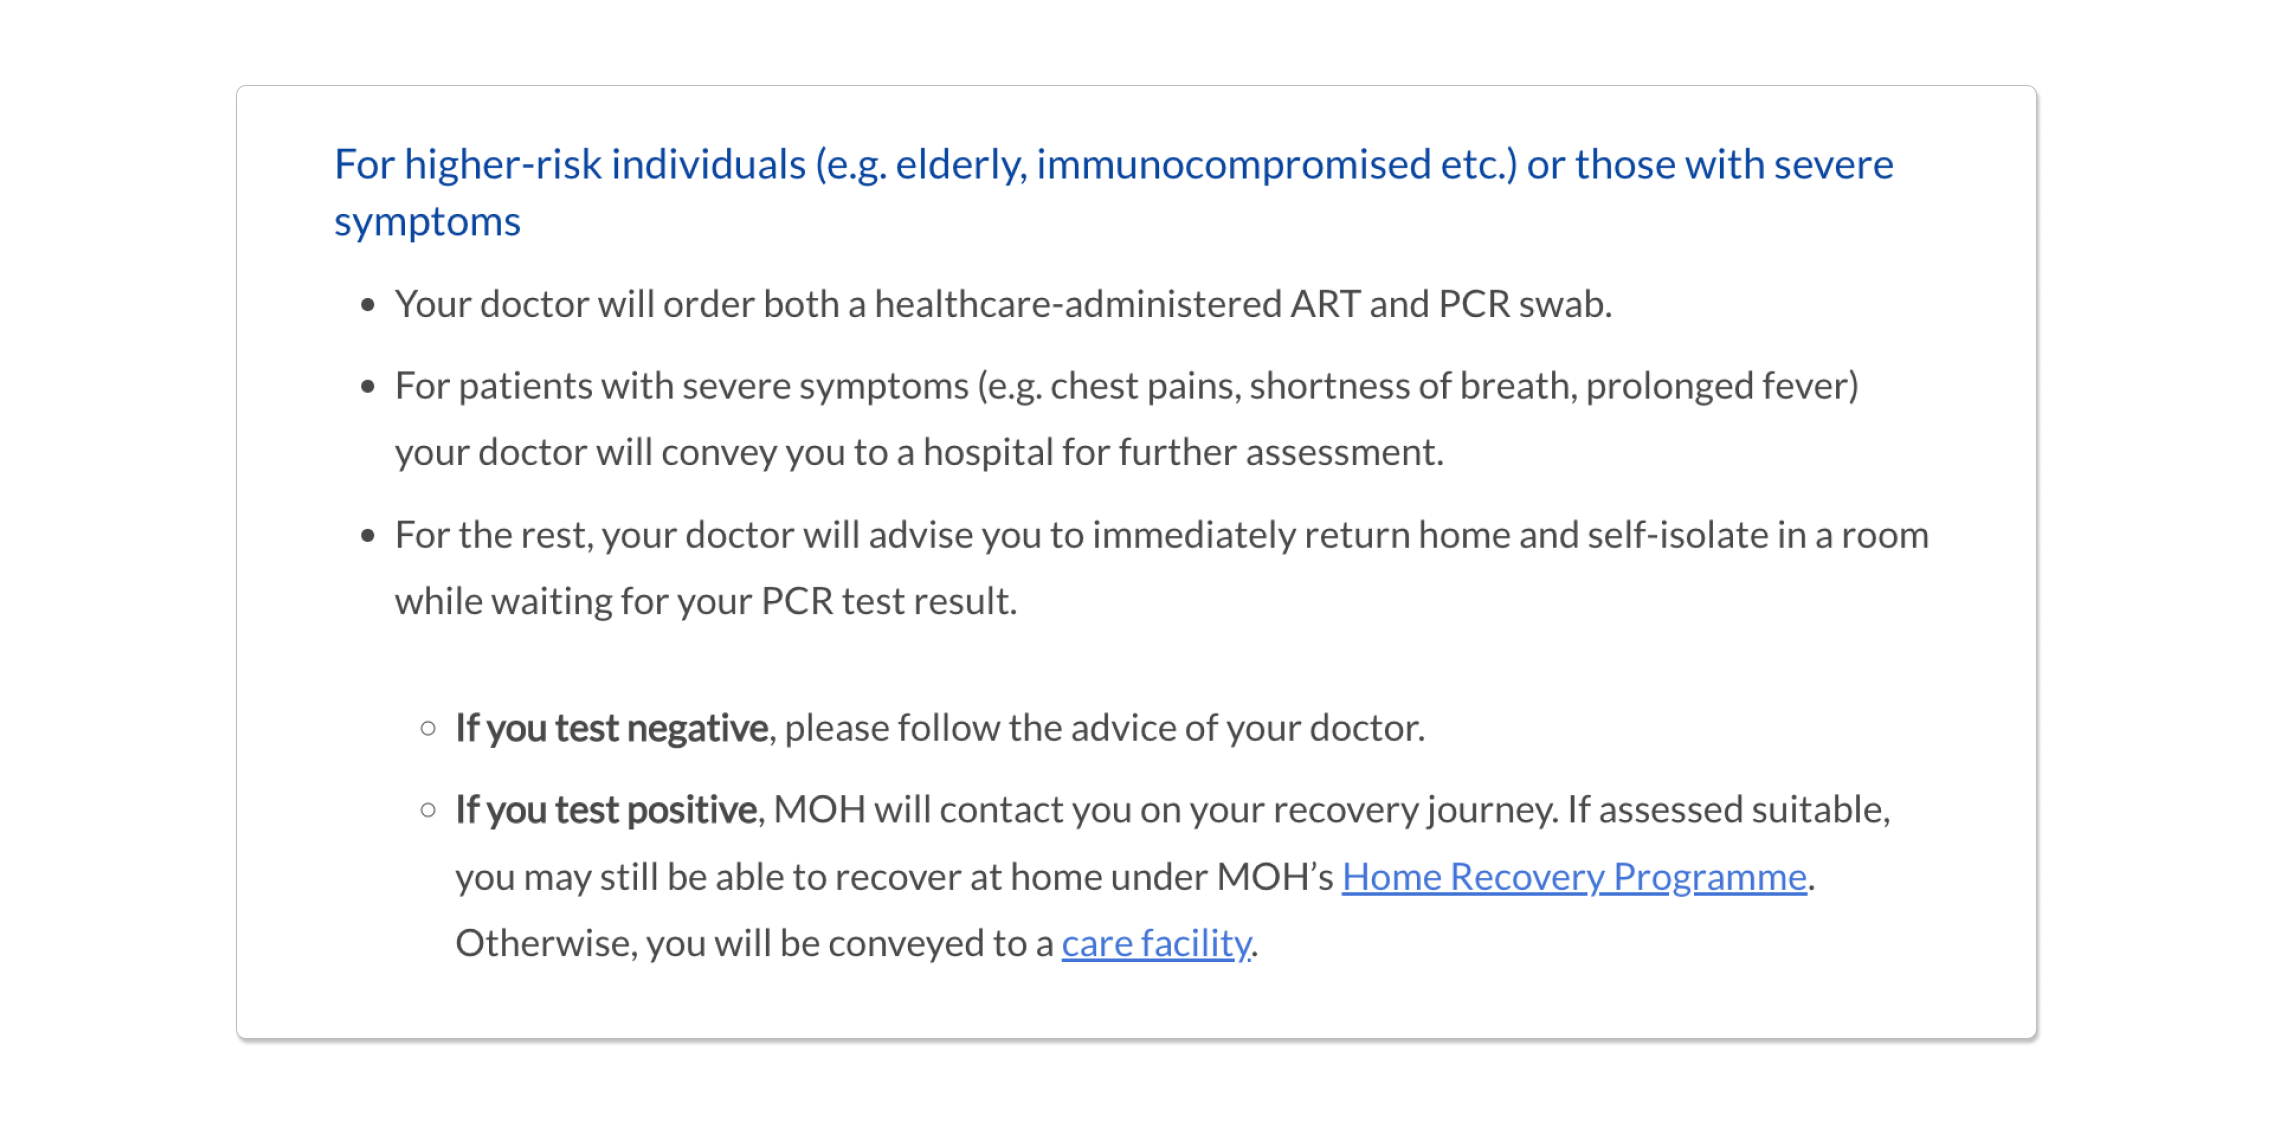 For higher-risk individuals (e.g. elderly, immunocompromised etc.) or those with severe
symptoms
• Your doctor will order both a healthcare-administered ART and PCR swab.
• For patients with severe symptoms (e.g. chest pains, shortness of breath, prolonged fever)
your doctor will convey you to a hospital for further assessment.
• For the rest, your doctor will advise you to immediately return home and self-isolate in a room
while waiting for your PCR test result.
○ If you test negative, please follow the advice of your doctor.
○ If you test positive, MOH will contact you on your recovery journey. If assessed suitable,
you may still be able to recover at home under MOH’s Home Recovery Programme.
Otherwise, you will be conveyed to a care facility.